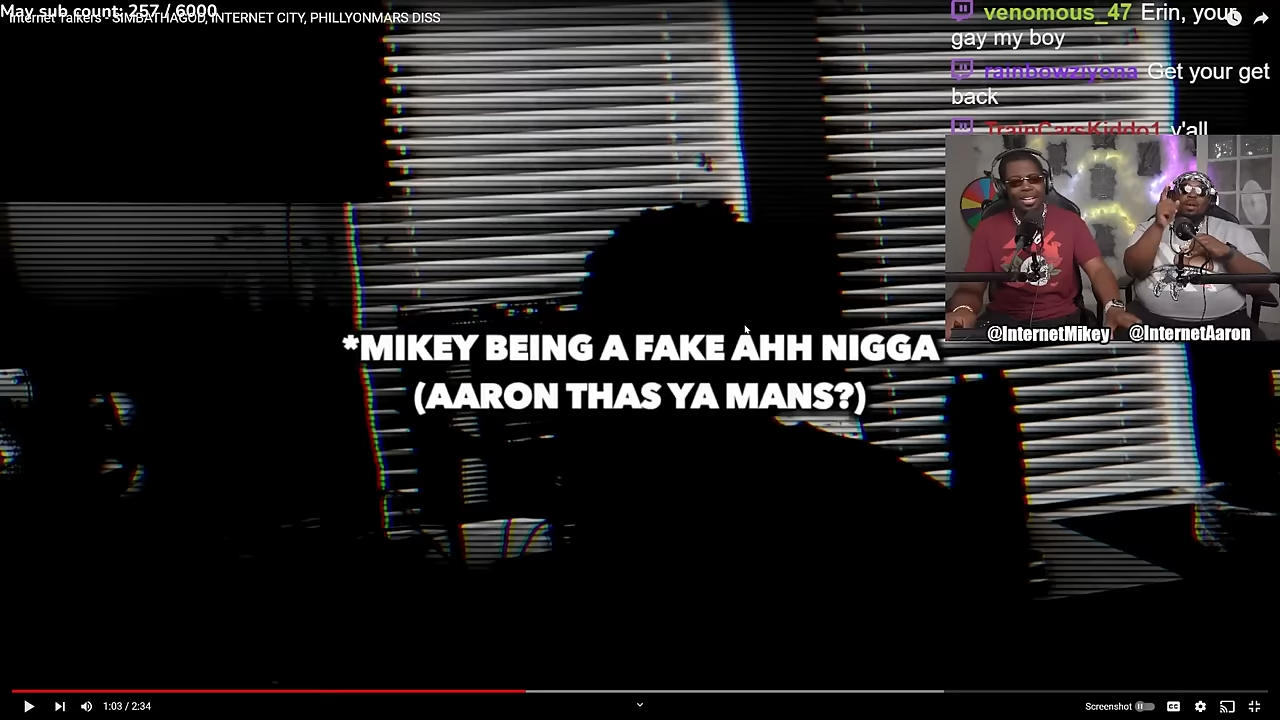 May sub count: 257 / 6000
Internet Talkers - SIMBATHAGOD, INTERNET CITY, PHILLYONMARS DISS
venomous_47 Erin, your
gay my boy
rainbowziyona Get your get
back
TrainCarsKiddo1 y'all
@InternetMikey @InternetAaron
*MIKEY BEING A FAKE AHH NIGGA
(AARON THAS YA MANS?)
1:03 / 2:34
Screenshot
CC